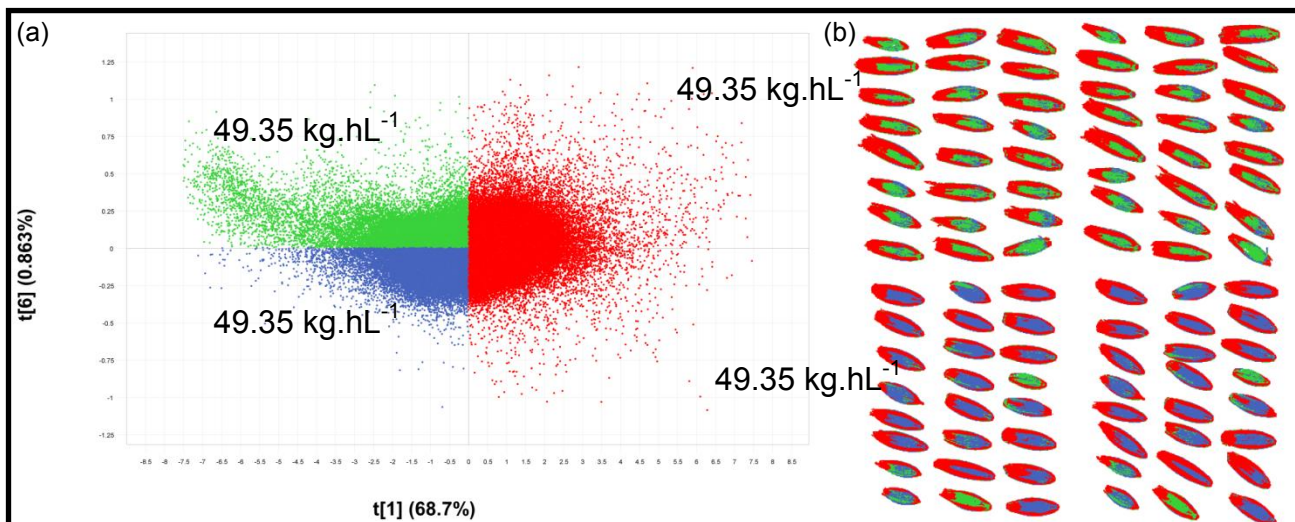 (a)
(b)
49.35 kg.hL⁻¹
49.35 kg.hL⁻¹
49.35 kg.hL⁻¹
49.35 kg.hL⁻¹
t[6] (0.863%)
1.25
1
0.75
0.5
0.25
0
-0.25
-0.5
-0.75
-1
-1.25
-8.5 -8 -7.5 -7 -6.5 -6 -5.5 -5 -4.5 -4 -3.5 -3 -2.5 -2 -1.5 -1 -0.5 0 0.5 1 1.5 2 2.5 3 3.5 4 4.5 5 5.5 6 6.5 7 7.5 8 8.5
t[1] (68.7%)